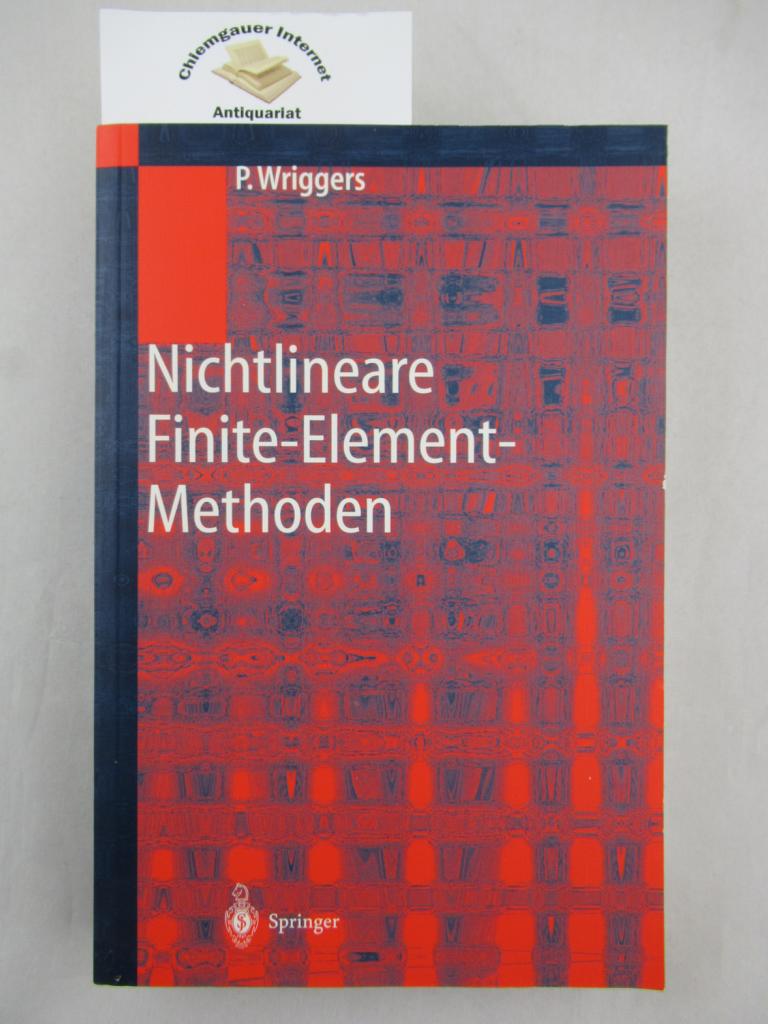 Chiemgauer Internet
Antiquariat
P. Wriggers
Nichtlineare
Finite-Element-
Methoden
Springer